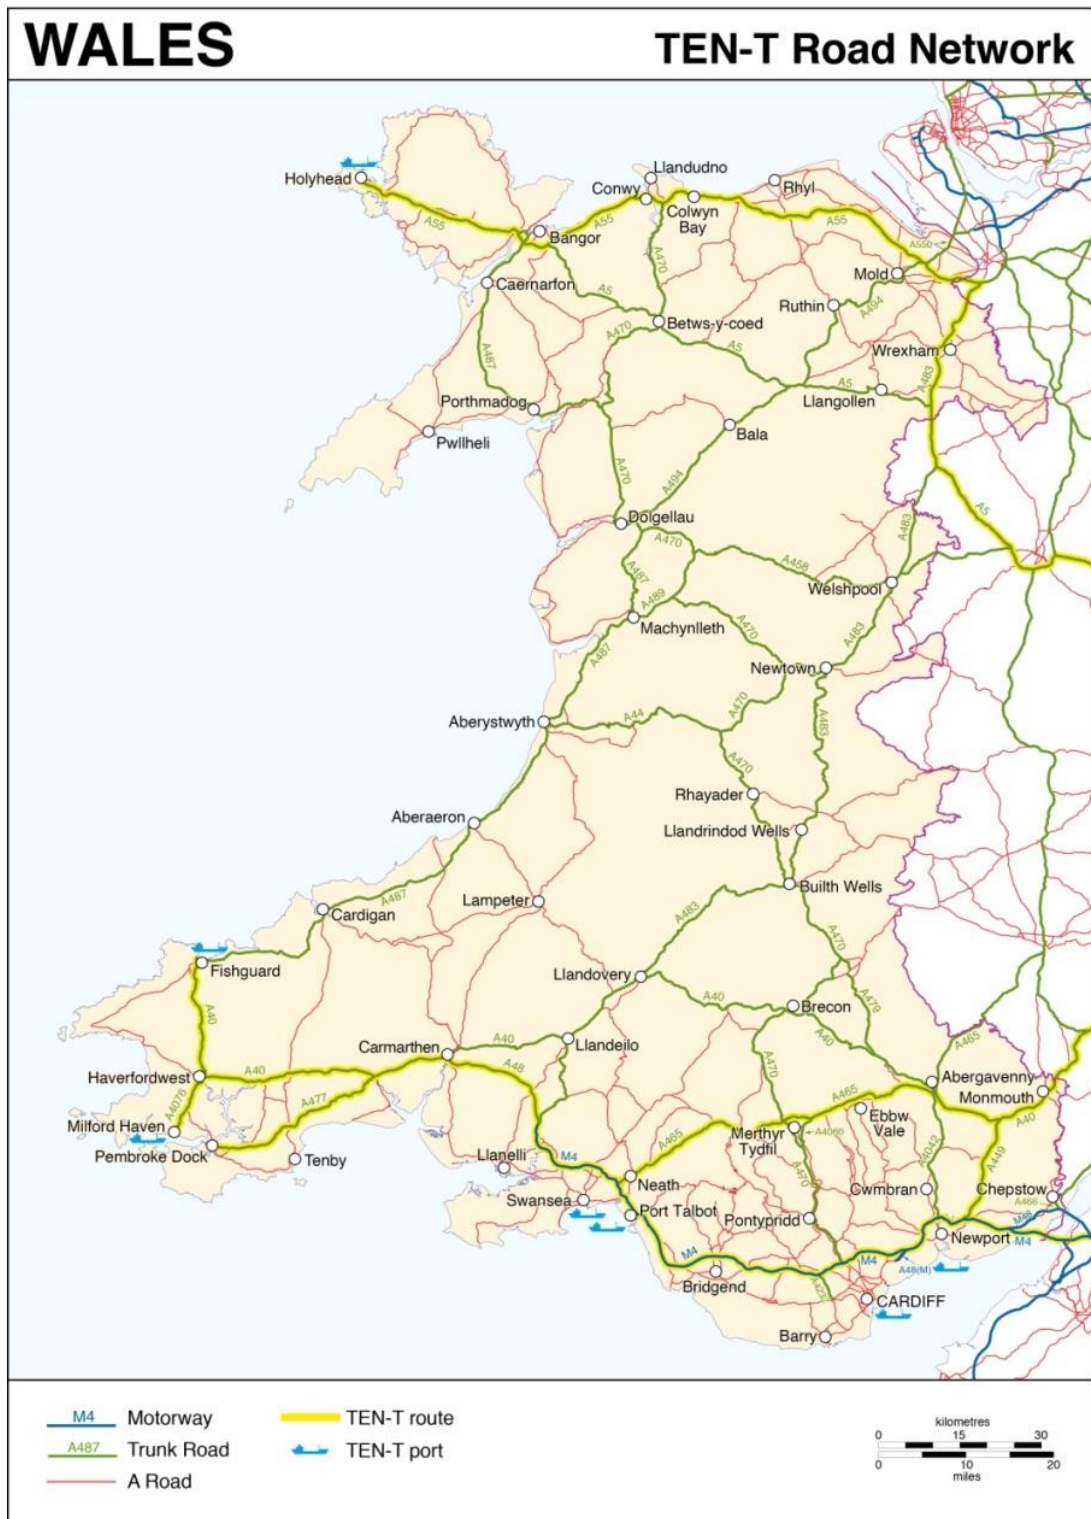 WALES
TEN-T Road Network
Llandudno
Holyhead
Conwy
Rhyl
Colwyn
Bay
A55
A55
A55
A550
Bangor
A470
Mold
Caernarfon
A5
Ruthin
A494
A470
Betws-y-coed
A487
A5
Wrexham
A483
Porthmadog
A5
Llangollen
Pwllheli
Bala
A470
A494
A5
Dolgellau
A483
A470
A458
A487
Welshpool
A489
Machynlleth
A470
A483
A487
Newtown
A470
Aberystwyth
A44
A483
A470
Rhayader
Aberaeron
Llandrindod Wells
Builth Wells
A487
Lampeter
Cardigan
A483
A470
Fishguard
Llandovery
A40
A40
Brecon
A479
A40
A465
Carmarthen
A40
Llandeilo
A48
A470
Haverfordwest
A40
A477
Abergavenny
Monmouth
A4076
A465
Ebbw
Vale
A40
Milford Haven
Merthyr
Tydfil
A4060
A465
Pembroke Dock
Tenby
Llanelli
M4
A4042
A449
A470
Neath
Cwmbran
Chepstow
Swansea
A466
Port Talbot
Pontypridd
M48
Newport
M4
M4
M4
A48(M)
Bridgend
A4232
CARDIFF
Barry
M4
Motorway
TEN-T route
A487
Trunk Road
TEN-T port
A Road
kilometres
0 15 30
0 10 20
miles